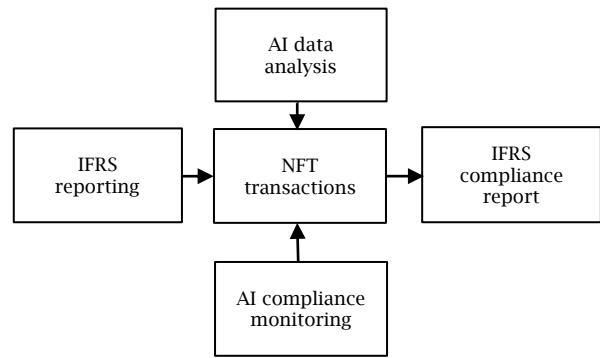 AI data
analysis
IFRS
reporting
NFT
transactions
IFRS
compliance
report
AI compliance
monitoring